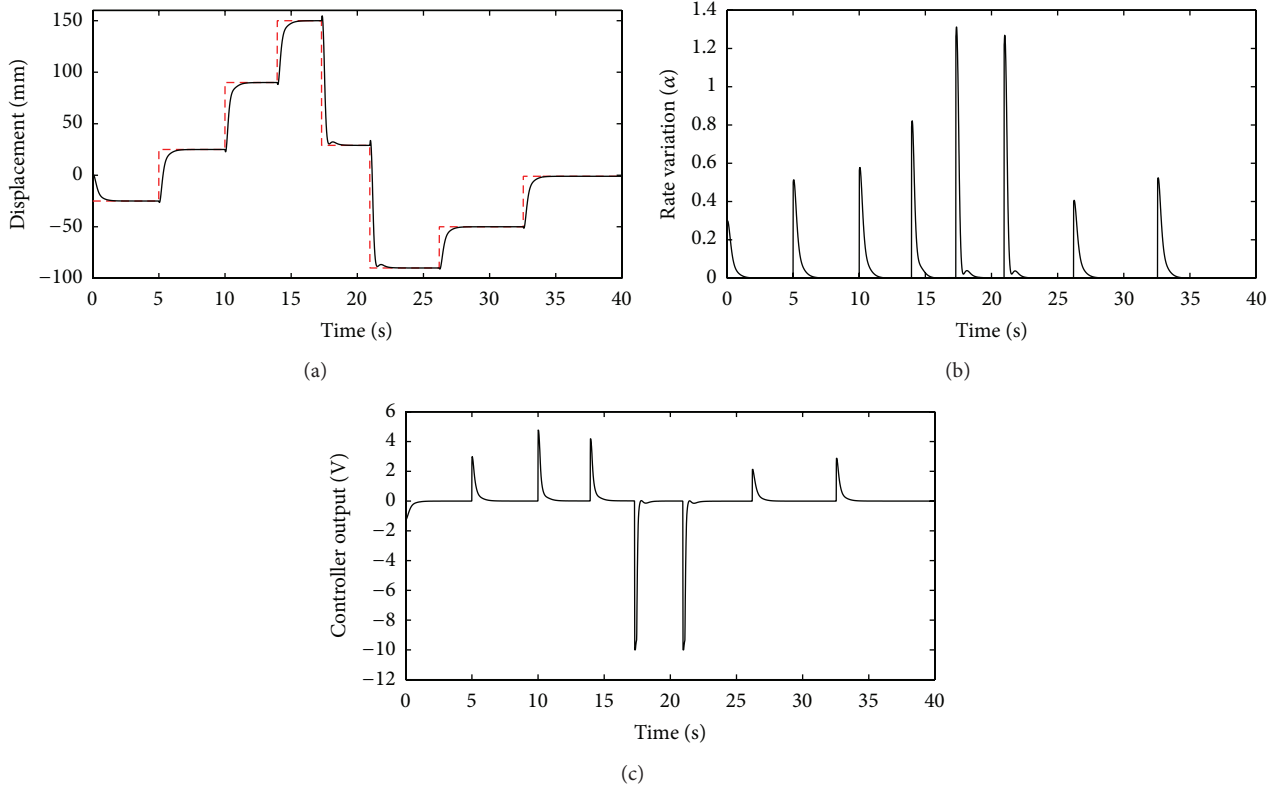 150
100
50
0
−50
−100
Displacement (mm)
0 5 10 15 20 25 30 35 40
Time (s)
(a)
1.4
1.2
1
0.8
0.6
0.4
0.2
0
Rate variation (α)
0 5 10 15 20 25 30 35 40
Time (s)
(b)
6
4
2
0
−2
−4
−6
−8
−10
−12
Controller output (V)
0 5 10 15 20 25 30 35 40
Time (s)
(c)